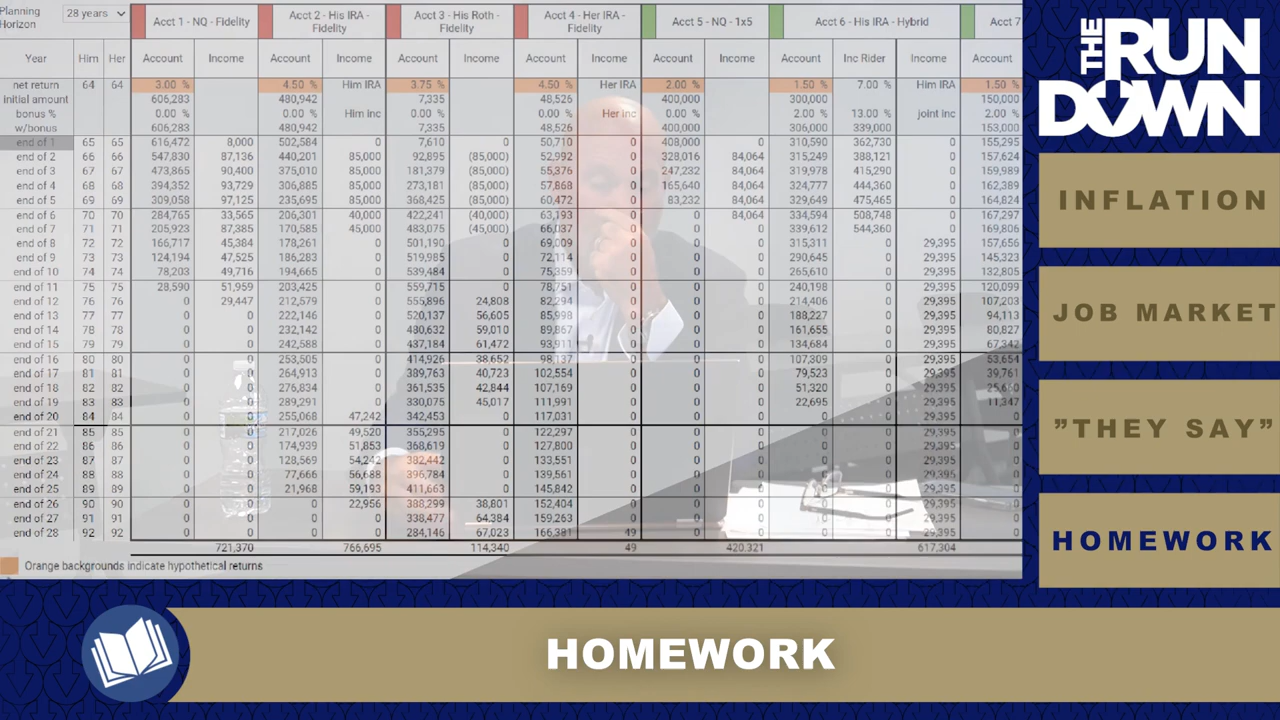 Planning Horizon 28 years
Acct 1 - NQ - Fidelity Acct 2 - His IRA - Fidelity Acct 3 - His Roth - Fidelity Acct 4 - Her IRA - Fidelity Acct 5 - NQ - 1x5 Acct 6 - His IRA - Hybrid Acct 7
Year Him Her Account Income Account Income Account Income Account Income Account Income Account Inc Rider Income Account
net return 64 64 3.00 % 4.50 % Him IRA 3.75 % 4.50 % Her IRA 2.00 % 1.50 % 7.00 % Him IRA 1.50 %
initial amount 606,283 480,942 7,335 48,526 400,000 300,000 150,000
bonus % 0.00 % 0.00 % Him inc 0.00 % 0.00 % Her inc 0.00 % 2.00 % 13.00 % joint inc 2.00 %
w/bonus 606,283 480,942 7,335 48,526 400,000 306,000 339,000 153,000
end of 1 65 65 616,472 8,000 502,584 0 7,610 0 50,710 0 408,000 0 310,590 362,730 0 155,295
end of 2 66 66 547,830 87,136 440,201 85,000 92,895 (85,000) 52,992 0 328,016 84,064 315,249 388,121 0 157,624
end of 3 67 67 473,865 90,400 375,010 85,000 181,379 (85,000) 55,376 0 247,232 84,064 319,978 415,290 0 159,989
end of 4 68 68 394,352 93,729 306,885 85,000 273,181 (85,000) 57,868 0 165,640 84,064 324,777 444,360 0 162,389
end of 5 69 69 309,058 97,125 235,695 85,000 368,425 (85,000) 60,472 0 83,232 84,064 329,649 475,465 0 164,824
end of 6 70 70 284,765 33,565 206,301 40,000 422,241 (40,000) 63,193 0 0 84,064 334,594 508,748 0 167,297
end of 7 71 71 205,923 87,385 170,585 45,000 483,075 (45,000) 66,037 0 0 0 339,612 544,360 0 169,806
end of 8 72 72 166,717 45,384 178,261 0 501,190 0 69,009 0 0 0 315,311 29,395 157,656
end of 9 73 73 124,194 47,525 186,283 0 519,985 0 72,114 0 0 0 290,645 29,395 145,323
end of 10 74 74 78,203 49,716 194,665 0 539,484 0 75,359 0 0 0 265,610 29,395 132,805
end of 11 75 75 28,590 51,959 203,425 0 559,715 0 78,751 0 0 0 240,198 29,395 120,099
end of 12 76 76 0 29,447 212,579 0 555,896 24,808 82,294 0 0 0 214,406 29,395 107,203
end of 13 77 77 0 0 222,146 0 520,137 56,605 85,998 0 0 0 188,227 29,395 94,113
end of 14 78 78 0 0 232,142 0 480,632 59,010 89,867 0 0 0 161,655 29,395 80,827
end of 15 79 79 0 0 242,588 0 437,184 61,472 93,911 0 0 0 134,684 29,395 67,342
end of 16 80 80 0 0 253,505 0 414,926 38,652 98,137 0 0 0 107,309 29,395 53,654
end of 17 81 81 0 0 264,913 0 389,763 40,723 102,554 0 0 0 79,523 29,395 39,761
end of 18 82 82 0 0 276,834 0 361,535 42,844 107,169 0 0 0 51,320 29,395
end of 19 83 83 0 0 289,291 0 330,075 45,017 111,991 0 0 0 22,695 29,395 11,347
end of 20 84 84 0 0 255,068 47,242 342,453 0 117,031 0 0 0 0 29,395 0
end of 21 85 85 0 0 217,026 49,520 355,295 0 122,297 0 0 0 0 29,395 0
end of 22 86 86 0 0 174,939 51,853 368,619 0 127,800 0 0 0 0 29,395 0
end of 23 87 87 0 0 128,569 54,242 382,442 0 133,551 0 0 0 0 29,395 0
end of 24 88 88 0 0 77,666 56,688 396,784 0 139,561 0 0 0 0 29,395 0
end of 25 89 89 0 0 21,968 59,193 411,663 0 145,842 0 0 0 0 29,395 0
end of 26 90 90 0 0 0 22,956 388,299 38,801 152,404 0 0 0 0 29,395 0
end of 27 91 91 0 0 0 0 338,477 64,384 159,263 0 0 0 0 29,395 0
end of 28 92 92 0 0 0 0 284,146 67,023 166,381 49 0 0 0 29,395 0
721,370 766,695 114,340 49 420,321 617,304
Orange backgrounds indicate hypothetical returns
THE RUN DOWN
INFLATION
JOB MARKET
"THEY SAY"
HOMEWORK
HOMEWORK